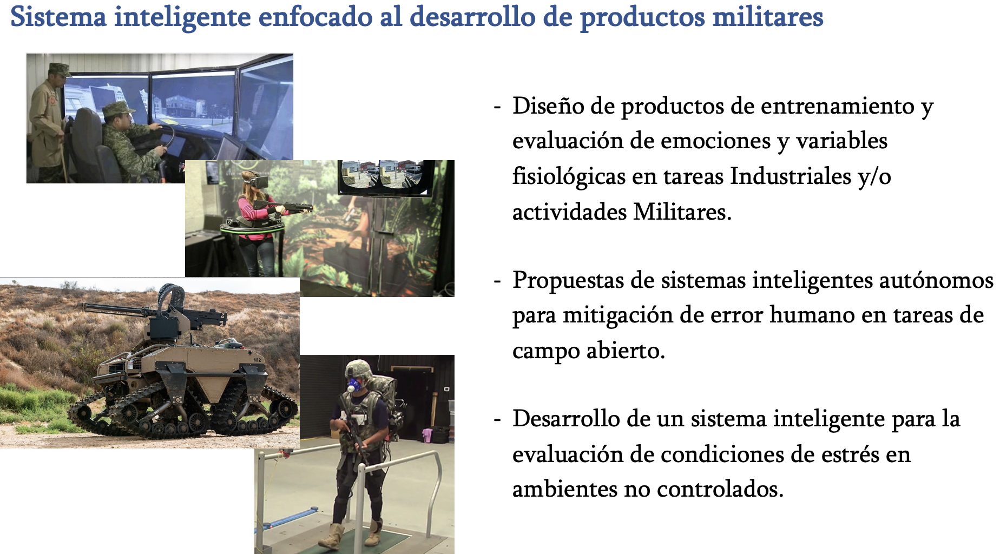 Sistema inteligente enfocado al desarrollo de productos militares
- Diseño de productos de entrenamiento y
evaluación de emociones y variables
fisiológicas en tareas Industriales y/o
actividades Militares.
- Propuestas de sistemas inteligentes autónomos
para mitigación de error humano en tareas de
campo abierto.
- Desarrollo de un sistema inteligente para la
evaluación de condiciones de estrés en
ambientes no controlados.
M12